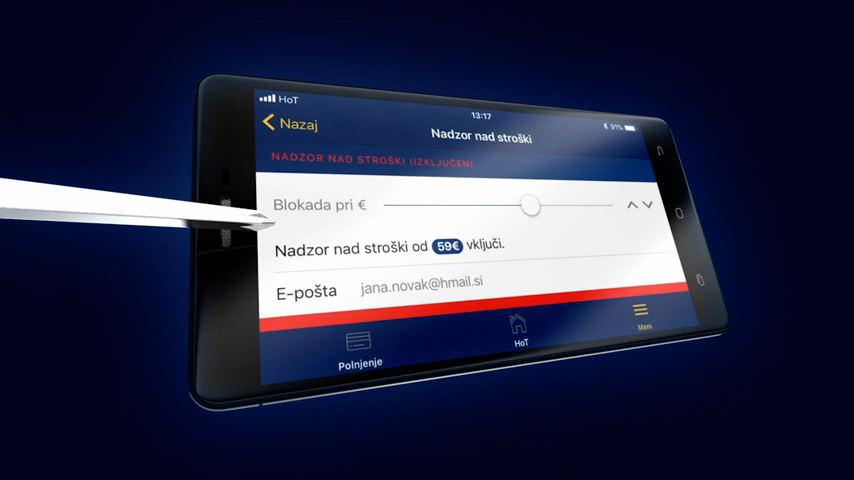 HoT
13:17
91%
Nazaj
Nadzor nad stroški
NADZOR NAD STROŠKI (IZKLJUČEN)
Blokada pri €
Nadzor nad stroški od 59€ vključi.
E-pošta jana.novak@hmail.si
Polnjenje
HoT
Meni